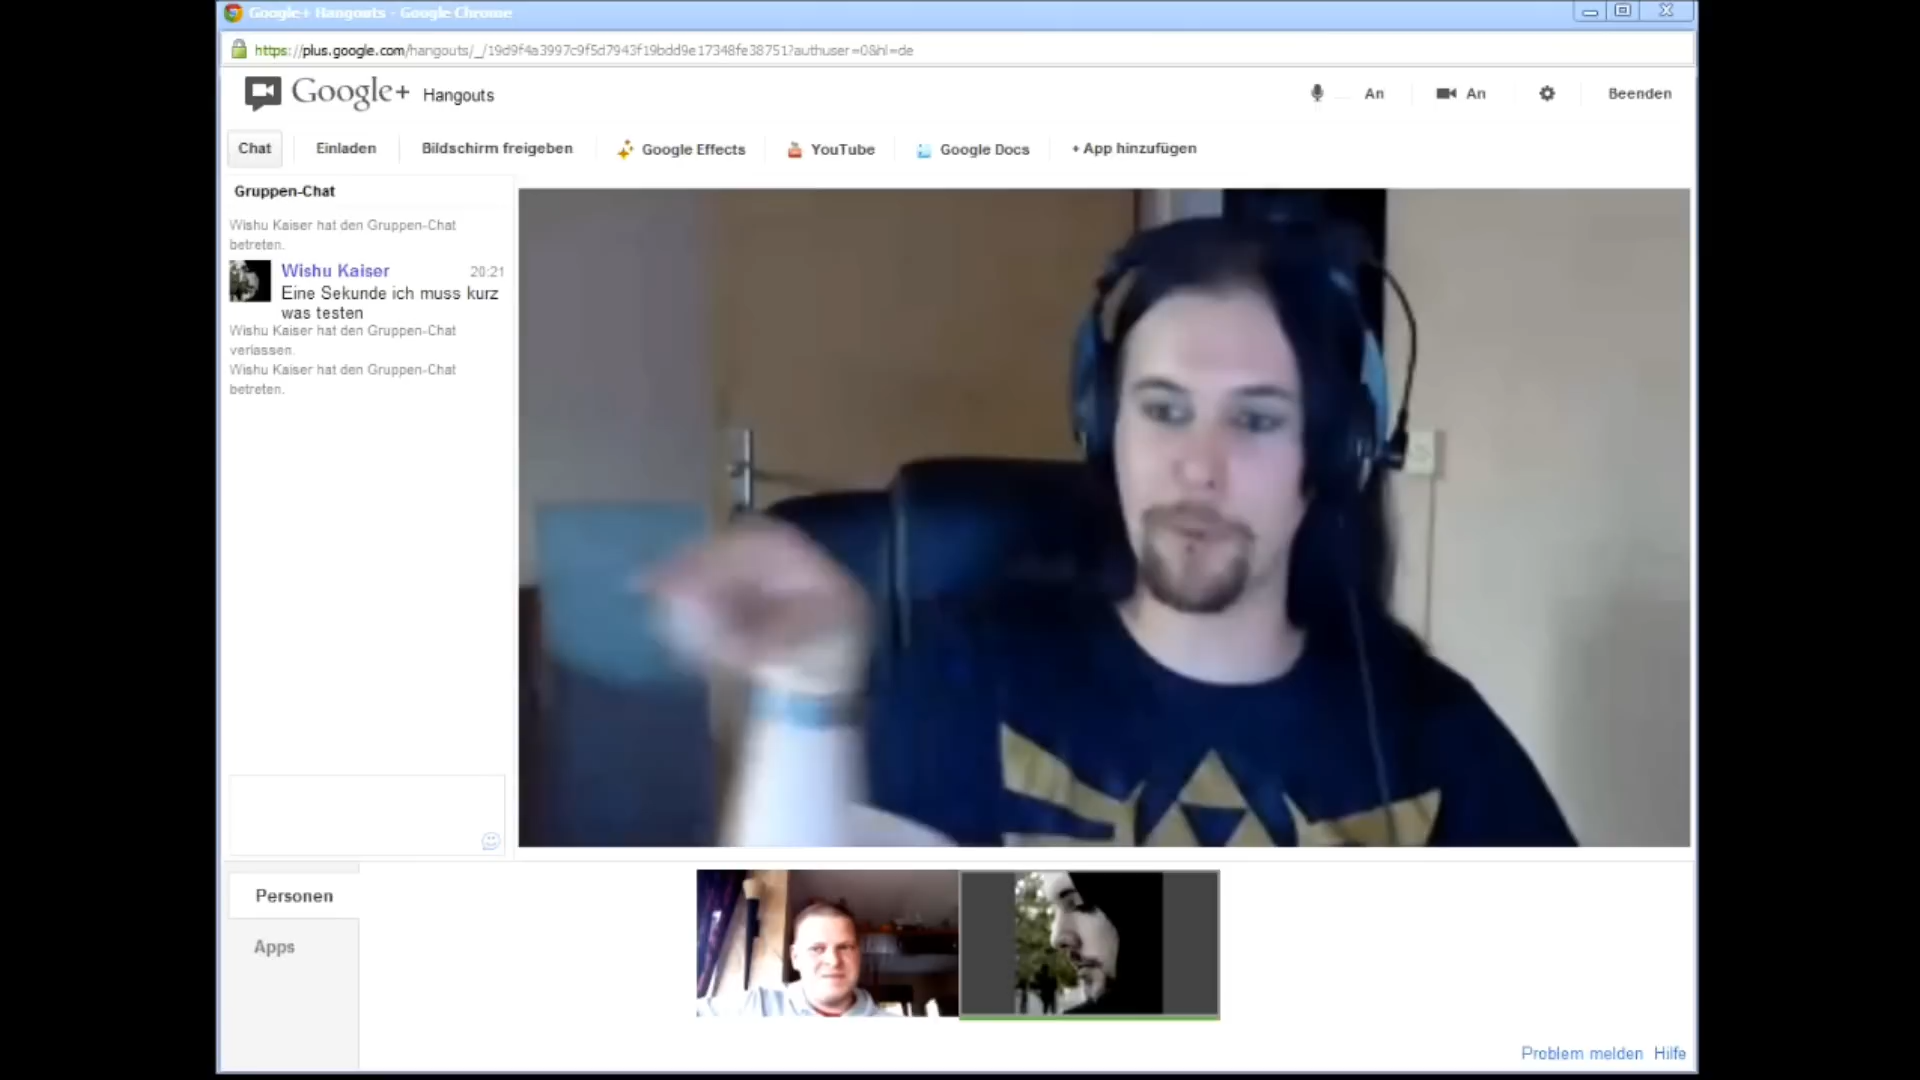 Google+ Hangouts - Google Chrome
https://plus.google.com/hangouts/_/19d9f4a3997c9f5d7943f19bdd9e17348fe38751?authuser=0&hl=de
Google+ Hangouts
An
An
Beenden
Chat
Einladen
Bildschirm freigeben
Google Effects
YouTube
Google Docs
+ App hinzufügen
Gruppen-Chat
Wishu Kaiser hat den Gruppen-Chat
betreten.
Wishu Kaiser 20:21
Eine Sekunde ich muss kurz
was testen
Wishu Kaiser hat den Gruppen-Chat
verlassen.
Wishu Kaiser hat den Gruppen-Chat
betreten.
Personen
Apps
Problem melden Hilfe